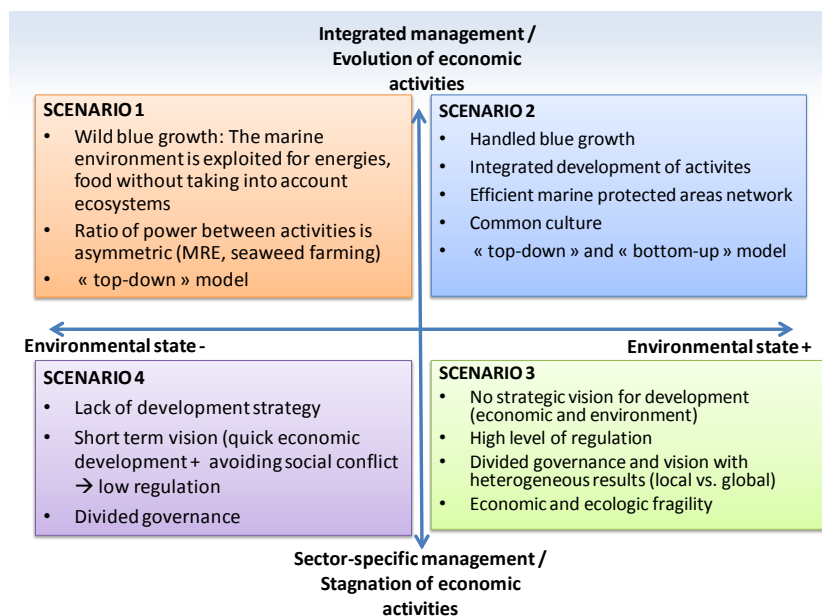 Integrated management /
Evolution of economic
activities
SCENARIO 1
• Wild blue growth: The marine
environment is exploited for energies,
food without taking into account
ecosystems
• Ratio of power between activities is
asymmetric (MRE, seaweed farming)
• « top-down » model
SCENARIO 2
• Handled blue growth
• Integrated development of activites
• Efficient marine protected areas network
• Common culture
• « top-down » and « bottom-up » model
Environmental state -
Environmental state +
SCENARIO 4
• Lack of development strategy
• Short term vision (quick economic
development + avoiding social conflict
→ low regulation
• Divided governance
SCENARIO 3
• No strategic vision for development
(economic and environment)
• High level of regulation
• Divided governance and vision with
heterogeneous results (local vs. global)
• Economic and ecologic fragility
Sector-specific management /
Stagnation of economic
activities